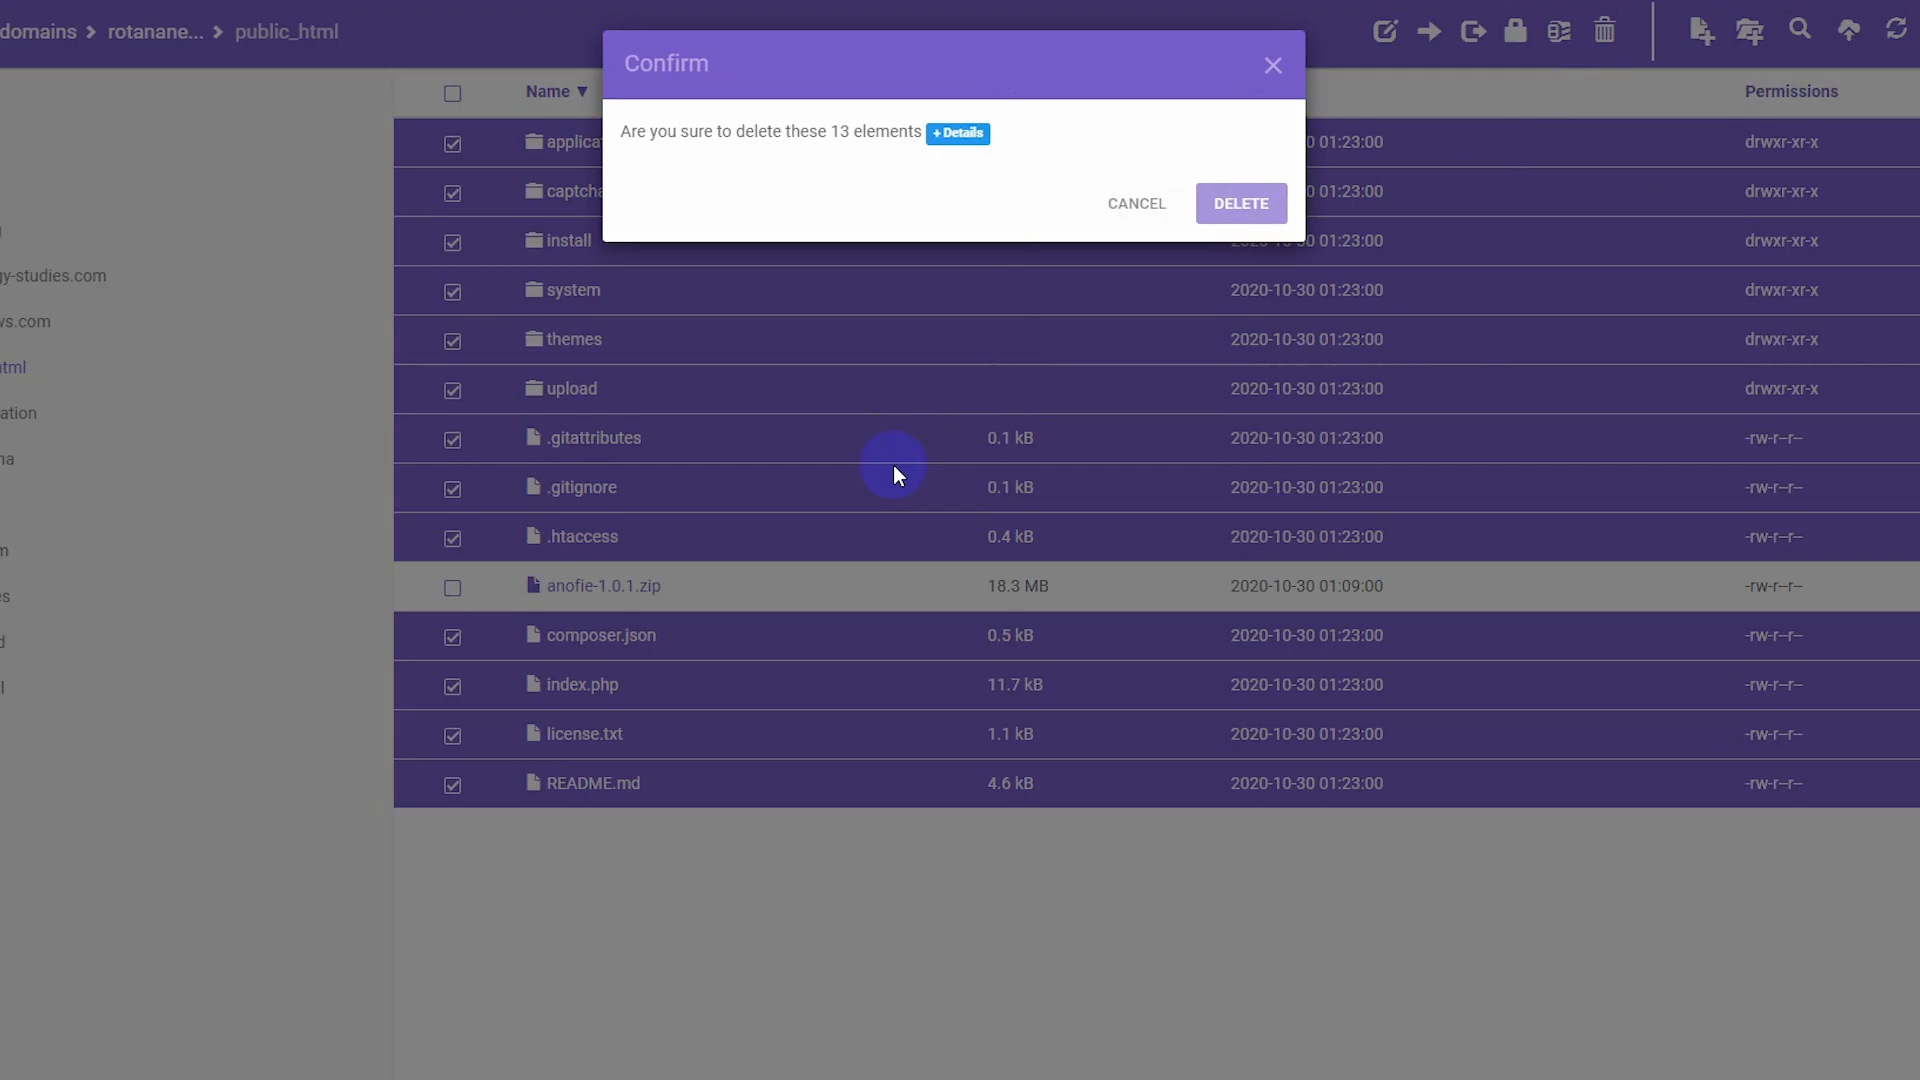 domains > rotanane... > public_html
Confirm
Name ▼
Permissions
Are you sure to delete these 13 elements + Details
CANCEL DELETE
applica 0 01:23:00 drwxr-xr-x
captcha 0 01:23:00 drwxr-xr-x
install 2020-10-30 01:23:00 drwxr-xr-x
gy-studies.com
system 2020-10-30 01:23:00 drwxr-xr-x
ws.com
themes 2020-10-30 01:23:00 drwxr-xr-x
html
upload 2020-10-30 01:23:00 drwxr-xr-x
ation
.gitattributes 0.1 kB 2020-10-30 01:23:00 -rw-r--r--
na
.gitignore 0.1 kB 2020-10-30 01:23:00 -rw-r--r--
.htaccess 0.4 kB 2020-10-30 01:23:00 -rw-r--r--
m
anofie-1.0.1.zip 18.3 MB 2020-10-30 01:09:00 -rw-r--r--
es
composer.json 0.5 kB 2020-10-30 01:23:00 -rw-r--r--
d
index.php 11.7 kB 2020-10-30 01:23:00 -rw-r--r--
l
license.txt 1.1 kB 2020-10-30 01:23:00 -rw-r--r--
README.md 4.6 kB 2020-10-30 01:23:00 -rw-r--r--